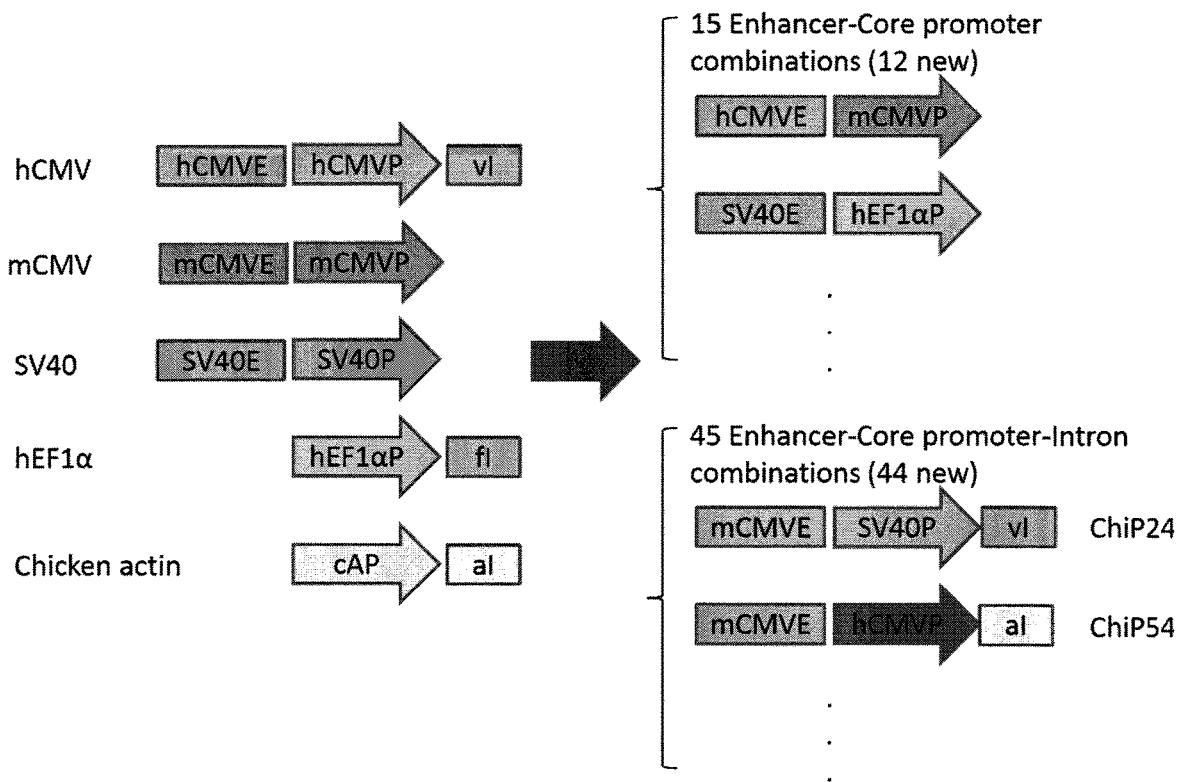 hCMV
hCMVE hCMVP vI
mCMV
mCMVE mCMVP
SV40
SV40E SV40P
hEF1α
hEF1αP fI
Chicken actin
cAP aI
15 Enhancer-Core promoter
combinations (12 new)
hCMVE mCMVP
SV40E hEF1αP
45 Enhancer-Core promoter-Intron
combinations (44 new)
mCMVE SV40P vI ChiP24
mCMVE hCMVP aI ChiP54